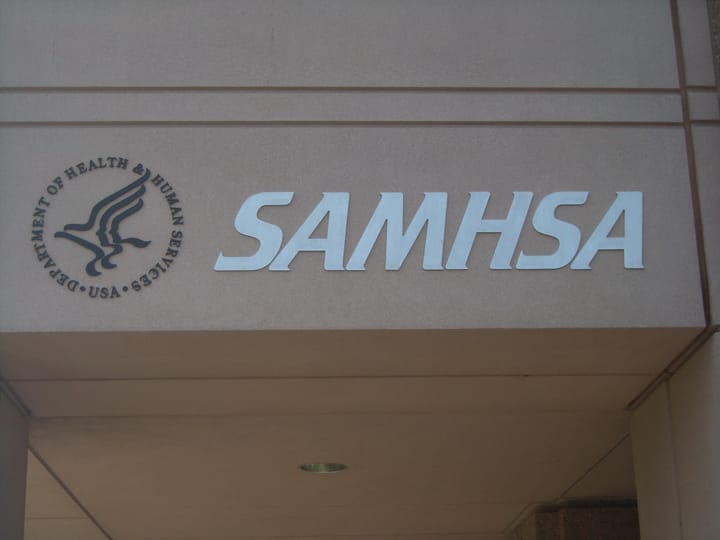 DEPARTMENT OF HEALTH & HUMAN SERVICES • USA •
SAMHSA